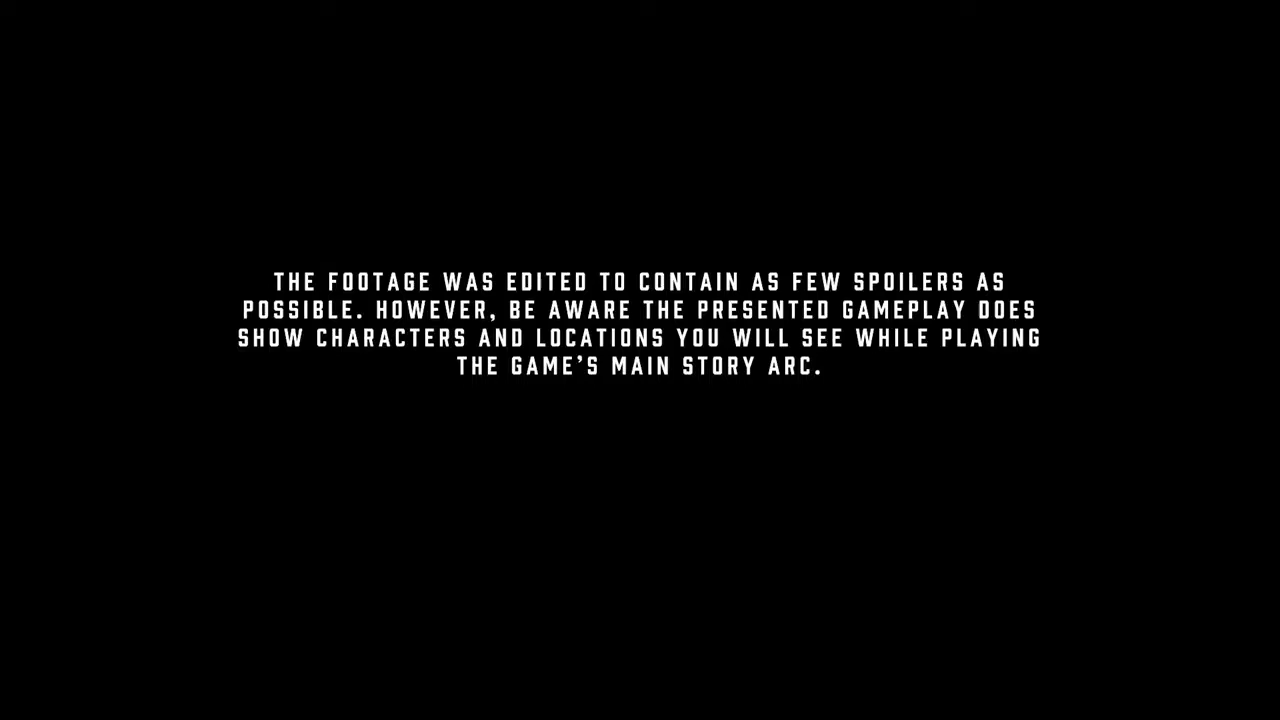 THE FOOTAGE WAS EDITED TO CONTAIN AS FEW SPOILERS AS
POSSIBLE. HOWEVER, BE AWARE THE PRESENTED GAMEPLAY DOES
SHOW CHARACTERS AND LOCATIONS YOU WILL SEE WHILE PLAYING
THE GAME’S MAIN STORY ARC.